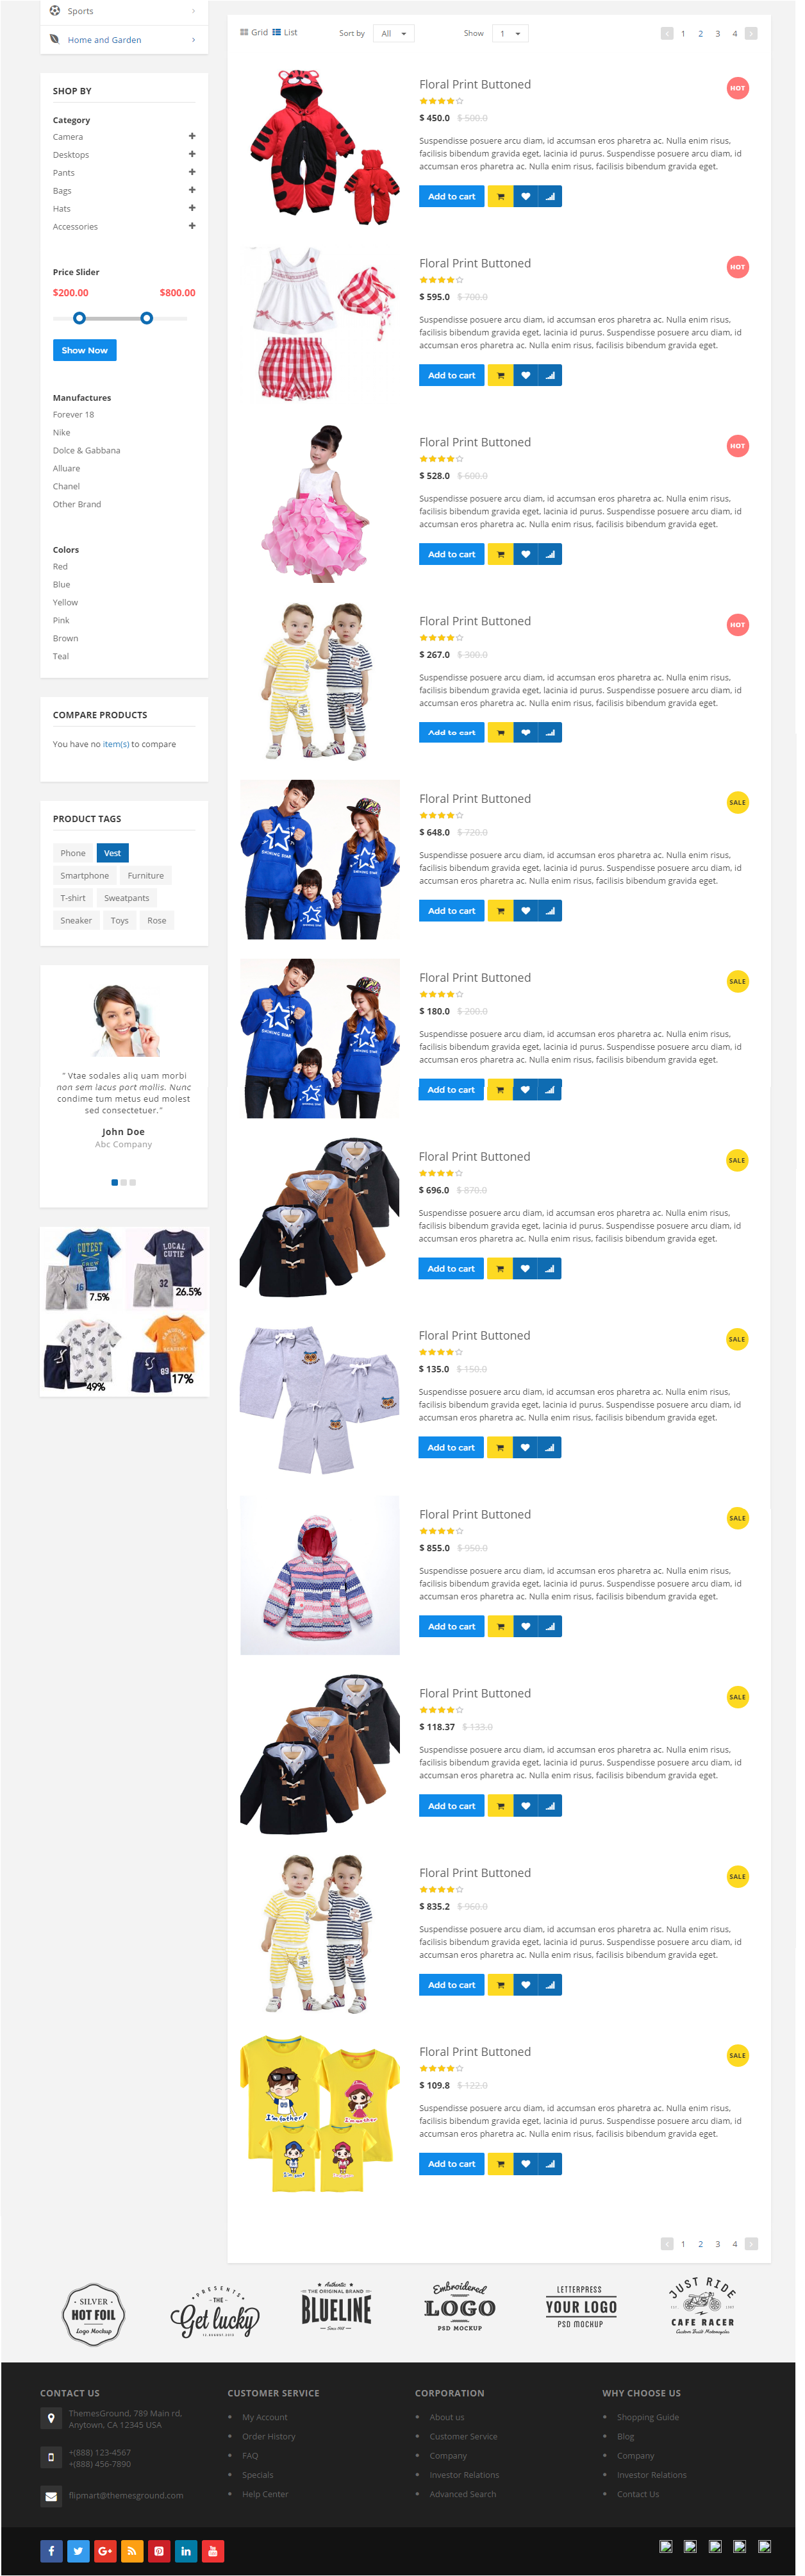 Sports
Home and Garden
SHOP BY
Category
Camera
Desktops
Pants
Bags
Hats
Accessories
Price Slider
$200.00 $800.00
Show Now
Manufactures
Forever 18
Nike
Dolce & Gabbana
Alluare
Chanel
Other Brand
Colors
Red
Blue
Yellow
Pink
Brown
Teal
COMPARE PRODUCTS
You have no item(s) to compare
PRODUCT TAGS
Phone Vest
Smartphone Furniture
T-shirt Sweatpants
Sneaker Toys Rose
" Vtae sodales aliq uam morbi
non sem lacus port mollis. Nunc
condime tum metus eud molest
sed consectetuer."
John Doe
Abc Company
CUTEST
CREW
16
7.5%
LOCAL
CUTIE
32
26.5%
49%
89
17%
Grid List Sort by All Show 1 1 2 3 4
Floral Print Buttoned
HOT
$ 450.0 $ 500.0
Suspendisse posuere arcu diam, id accumsan eros pharetra ac. Nulla enim risus,
facilisis bibendum gravida eget, lacinia id purus. Suspendisse posuere arcu diam, id
accumsan eros pharetra ac. Nulla enim risus, facilisis bibendum gravida eget.
Add to cart
Floral Print Buttoned
HOT
$ 595.0 $ 700.0
Suspendisse posuere arcu diam, id accumsan eros pharetra ac. Nulla enim risus,
facilisis bibendum gravida eget, lacinia id purus. Suspendisse posuere arcu diam, id
accumsan eros pharetra ac. Nulla enim risus, facilisis bibendum gravida eget.
Add to cart
Floral Print Buttoned
HOT
$ 528.0 $ 600.0
Suspendisse posuere arcu diam, id accumsan eros pharetra ac. Nulla enim risus,
facilisis bibendum gravida eget, lacinia id purus. Suspendisse posuere arcu diam, id
accumsan eros pharetra ac. Nulla enim risus, facilisis bibendum gravida eget.
Add to cart
Floral Print Buttoned
HOT
$ 267.0 $ 300.0
Suspendisse posuere arcu diam, id accumsan eros pharetra ac. Nulla enim risus,
facilisis bibendum gravida eget, lacinia id purus. Suspendisse posuere arcu diam, id
accumsan eros pharetra ac. Nulla enim risus, facilisis bibendum gravida eget.
Add to cart
SHINING STAR
Floral Print Buttoned
SALE
$ 648.0 $ 720.0
Suspendisse posuere arcu diam, id accumsan eros pharetra ac. Nulla enim risus,
facilisis bibendum gravida eget, lacinia id purus. Suspendisse posuere arcu diam, id
accumsan eros pharetra ac. Nulla enim risus, facilisis bibendum gravida eget.
Add to cart
SHINING STAR
Floral Print Buttoned
SALE
$ 180.0 $ 200.0
Suspendisse posuere arcu diam, id accumsan eros pharetra ac. Nulla enim risus,
facilisis bibendum gravida eget, lacinia id purus. Suspendisse posuere arcu diam, id
accumsan eros pharetra ac. Nulla enim risus, facilisis bibendum gravida eget.
Add to cart
Floral Print Buttoned
SALE
$ 696.0 $ 870.0
Suspendisse posuere arcu diam, id accumsan eros pharetra ac. Nulla enim risus,
facilisis bibendum gravida eget, lacinia id purus. Suspendisse posuere arcu diam, id
accumsan eros pharetra ac. Nulla enim risus, facilisis bibendum gravida eget.
Add to cart
Floral Print Buttoned
SALE
$ 135.0 $ 150.0
Suspendisse posuere arcu diam, id accumsan eros pharetra ac. Nulla enim risus,
facilisis bibendum gravida eget, lacinia id purus. Suspendisse posuere arcu diam, id
accumsan eros pharetra ac. Nulla enim risus, facilisis bibendum gravida eget.
Add to cart
Floral Print Buttoned
SALE
$ 855.0 $ 950.0
Suspendisse posuere arcu diam, id accumsan eros pharetra ac. Nulla enim risus,
facilisis bibendum gravida eget, lacinia id purus. Suspendisse posuere arcu diam, id
accumsan eros pharetra ac. Nulla enim risus, facilisis bibendum gravida eget.
Add to cart
Floral Print Buttoned
SALE
$ 118.37 $ 133.0
Suspendisse posuere arcu diam, id accumsan eros pharetra ac. Nulla enim risus,
facilisis bibendum gravida eget, lacinia id purus. Suspendisse posuere arcu diam, id
accumsan eros pharetra ac. Nulla enim risus, facilisis bibendum gravida eget.
Add to cart
Floral Print Buttoned
SALE
$ 835.2 $ 960.0
Suspendisse posuere arcu diam, id accumsan eros pharetra ac. Nulla enim risus,
facilisis bibendum gravida eget, lacinia id purus. Suspendisse posuere arcu diam, id
accumsan eros pharetra ac. Nulla enim risus, facilisis bibendum gravida eget.
Add to cart
05
I'm father!
I'm mother
Floral Print Buttoned
SALE
$ 109.8 $ 122.0
Suspendisse posuere arcu diam, id accumsan eros pharetra ac. Nulla enim risus,
facilisis bibendum gravida eget, lacinia id purus. Suspendisse posuere arcu diam, id
accumsan eros pharetra ac. Nulla enim risus, facilisis bibendum gravida eget.
Add to cart
1 2 3 4
SILVER
HOT FOIL
Logo Mockup
PRESENTS
THE
Get lucky
Authentic
THE ORIGINAL BRAND
BLUELINE
Since
Embroidered
LOGO
PSD MOCKUP
LETTERPRESS
YOUR LOGO
PSD MOCKUP
JUST RIDE
CAFE RACER
Custom Built Motorcycles
CONTACT US
ThemesGround, 789 Main rd,
Anytown, CA 12345 USA
+(888) 123-4567
+(888) 456-7890
flipmart@themesground.com
CUSTOMER SERVICE
My Account
Order History
FAQ
Specials
Help Center
CORPORATION
About us
Customer Service
Company
Investor Relations
Advanced Search
WHY CHOOSE US
Shopping Guide
Blog
Company
Investor Relations
Contact Us
f G+ in You